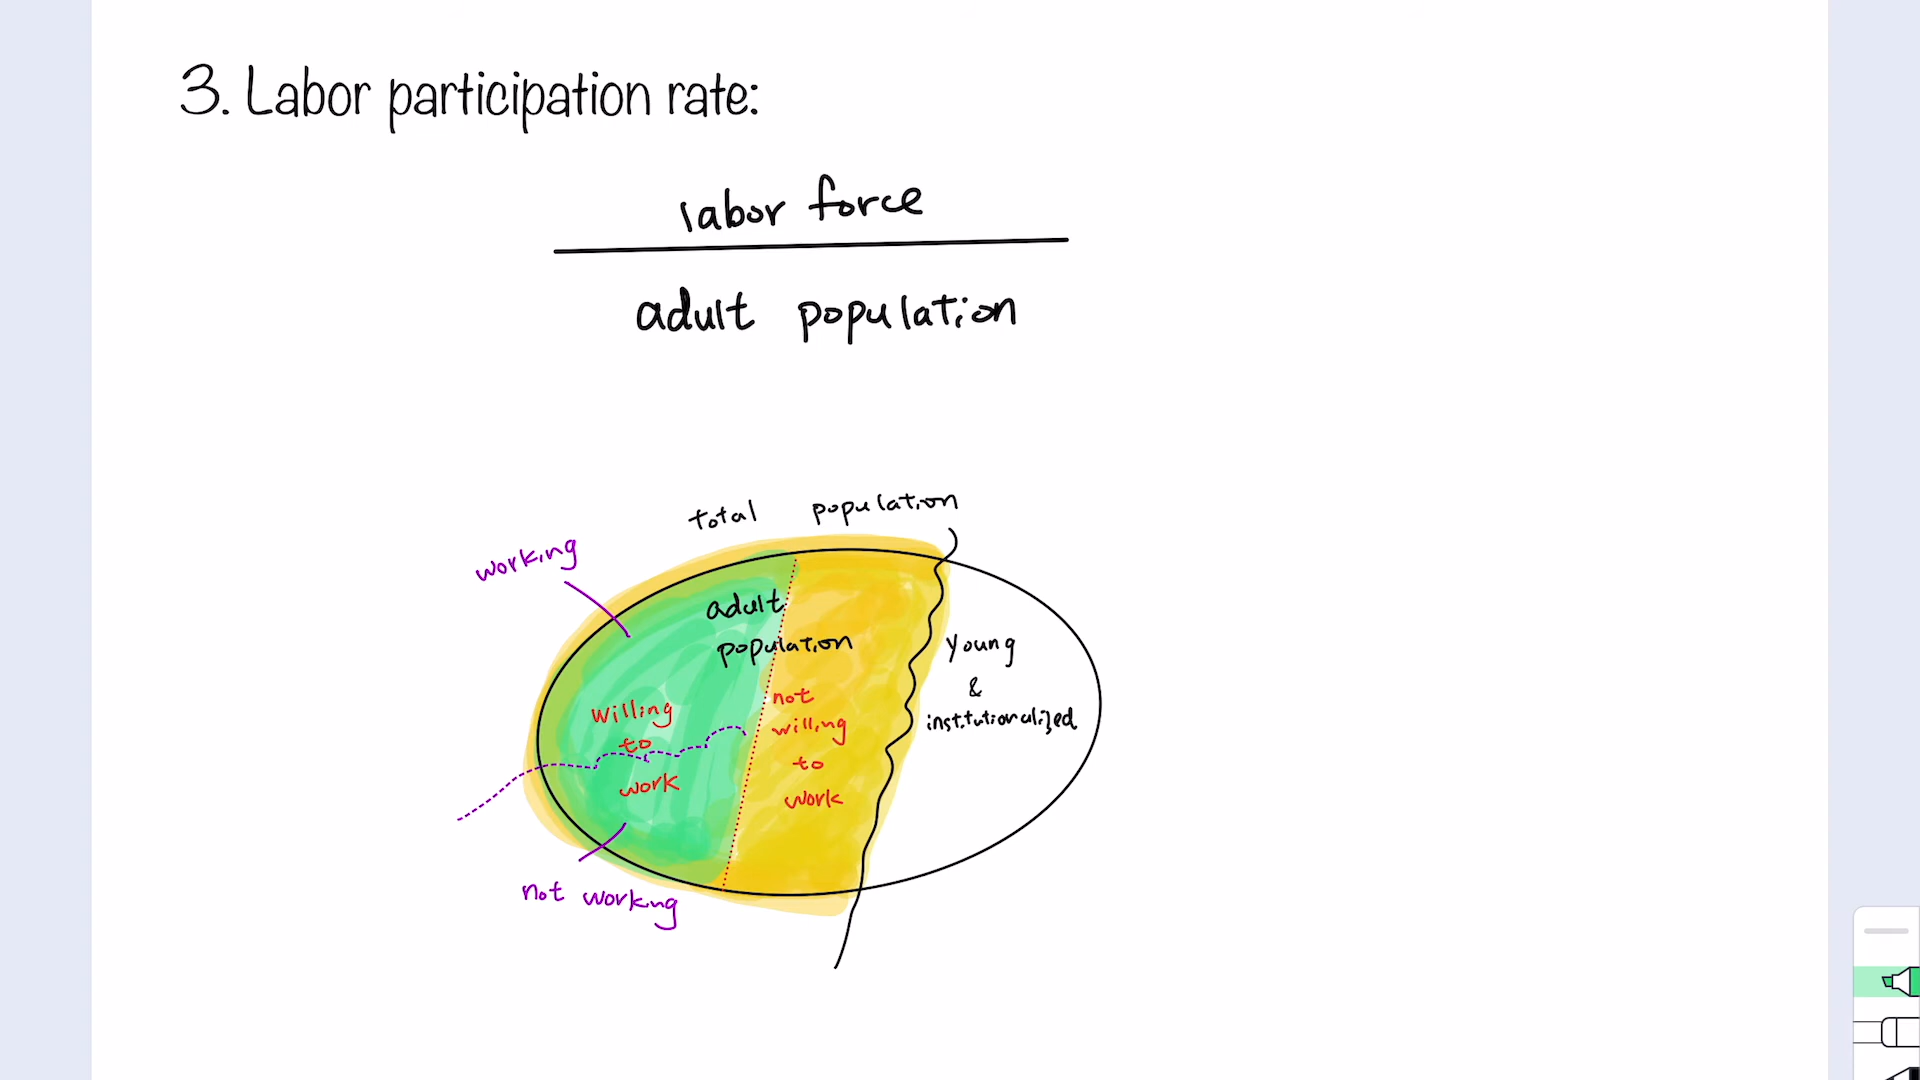 3. Labor participation rate:
labor force
adult population
total population
working
adult
population
Young
&
institutionalized
willing
to
work
not
willing
to
work
not working